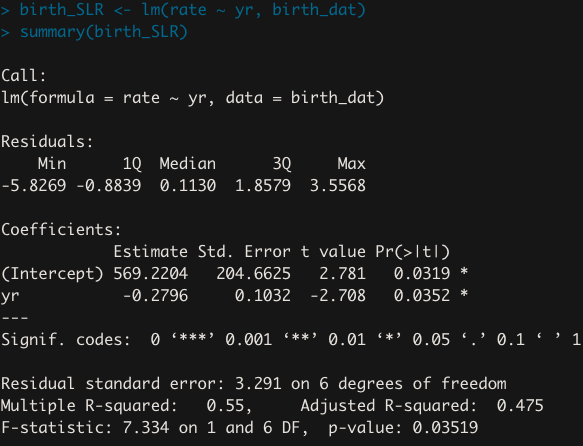 > birth_SLR <- lm(rate ~ yr, birth_dat)
> summary(birth_SLR)

Call:
lm(formula = rate ~ yr, data = birth_dat)

Residuals:
    Min      1Q  Median      3Q     Max
-5.8269 -0.8839  0.1130  1.8579  3.5568

Coefficients:
            Estimate Std. Error t value Pr(>|t|)
(Intercept) 569.2204   204.6625   2.781   0.0319 *
yr           -0.2796     0.1032  -2.708   0.0352 *
---
Signif. codes:  0 ‘***’ 0.001 ‘**’ 0.01 ‘*’ 0.05 ‘.’ 0.1 ‘ ’ 1

Residual standard error: 3.291 on 6 degrees of freedom
Multiple R-squared:   0.55,	Adjusted R-squared:  0.475
F-statistic: 7.334 on 1 and 6 DF,  p-value: 0.03519